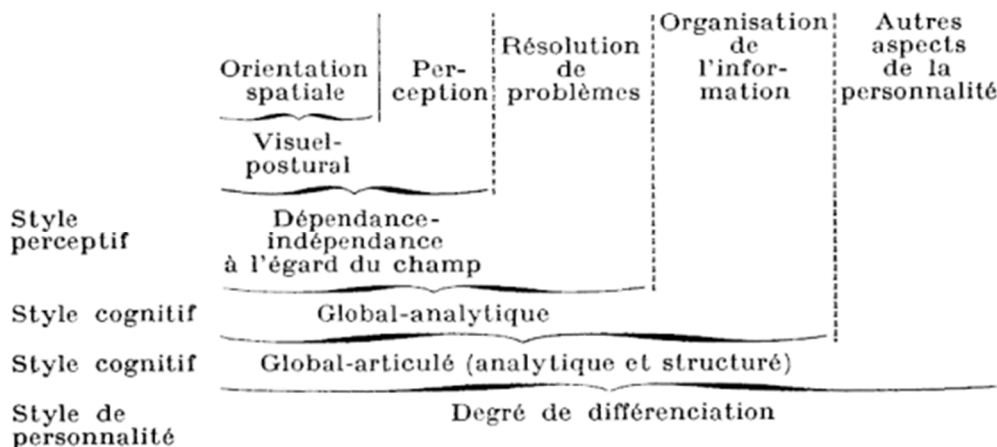 Orientation
spatiale
Per-
ception
Résolution
de
problèmes
Organisation
de
l'infor-
mation
Autres
aspects
de la
personnalité
Visuel-
postural
Style
perceptif
Dépendance-
indépendance
à l'égard du champ
Style cognitif
Global-analytique
Style cognitif
Global-articulé (analytique et structuré)
Style de
personnalité
Degré de différenciation